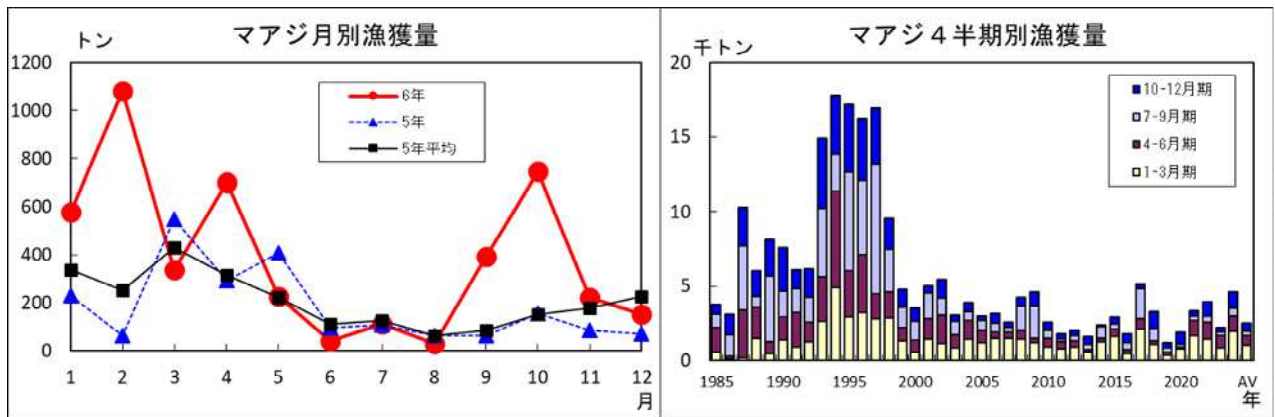 トン
マアジ月別漁獲量
1200
1000
800
600
400
200
0
6年
5年
5年平均
1 2 3 4 5 6 7 8 9 10 11 12
月
千トン
マアジ４半期別漁獲量
20
15
10
5
0
10-12月期
7-9月期
4-6月期
1-3月期
1985 1990 1995 2000 2005 2010 2015 2020 AV
年